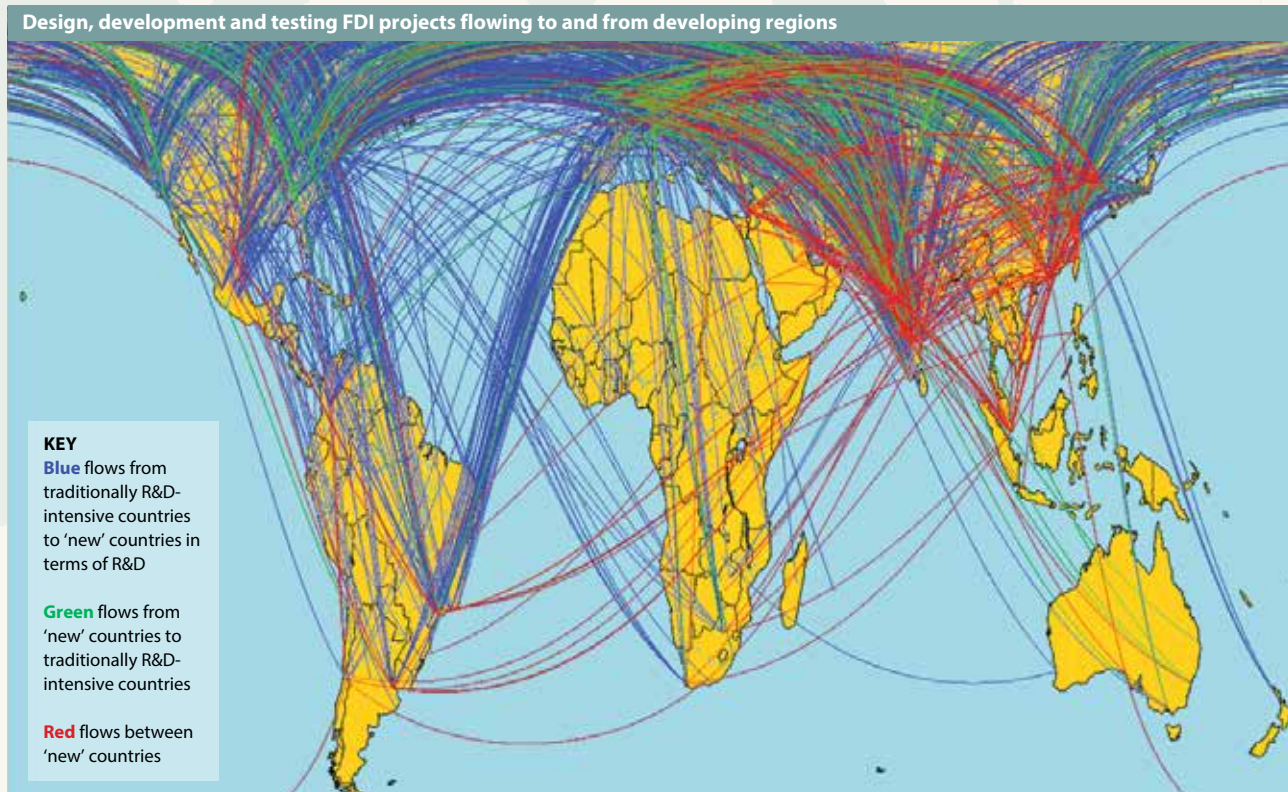 Design, development and testing FDI projects flowing to and from developing regions
KEY
Blue flows from
traditionally R&D-
intensive countries
to ‘new’ countries in
terms of R&D
Green flows from
‘new’ countries to
traditionally R&D-
intensive countries
Red flows between
‘new’ countries